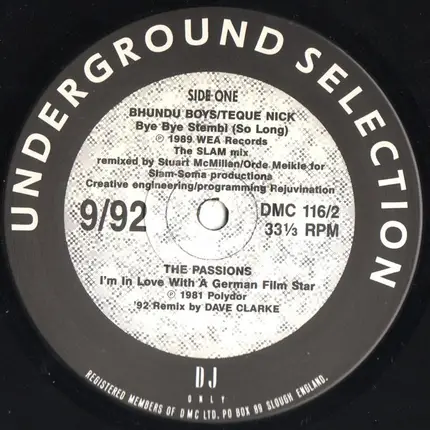 UNDERGROUND SELECTION
SIDE ONE
BHUNDU BOYS/TEQUE NICK
Bye Bye Stembi (So Long)
℗ 1989 WEA Records
The SLAM mix
remixed by Stuart McMillan/Orde Meikle for
Slam-Soma productions
Creative engineering/programming Rejuvination
9/92
DMC 116/2
33⅓ RPM
THE PASSIONS
I'm In Love With A German Film Star
℗ 1981 Polydor
'92 Remix by DAVE CLARKE
DJ
ONLY
REGISTERED MEMBERS OF DMC LTD. PO BOX 89 SLOUGH ENGLAND.